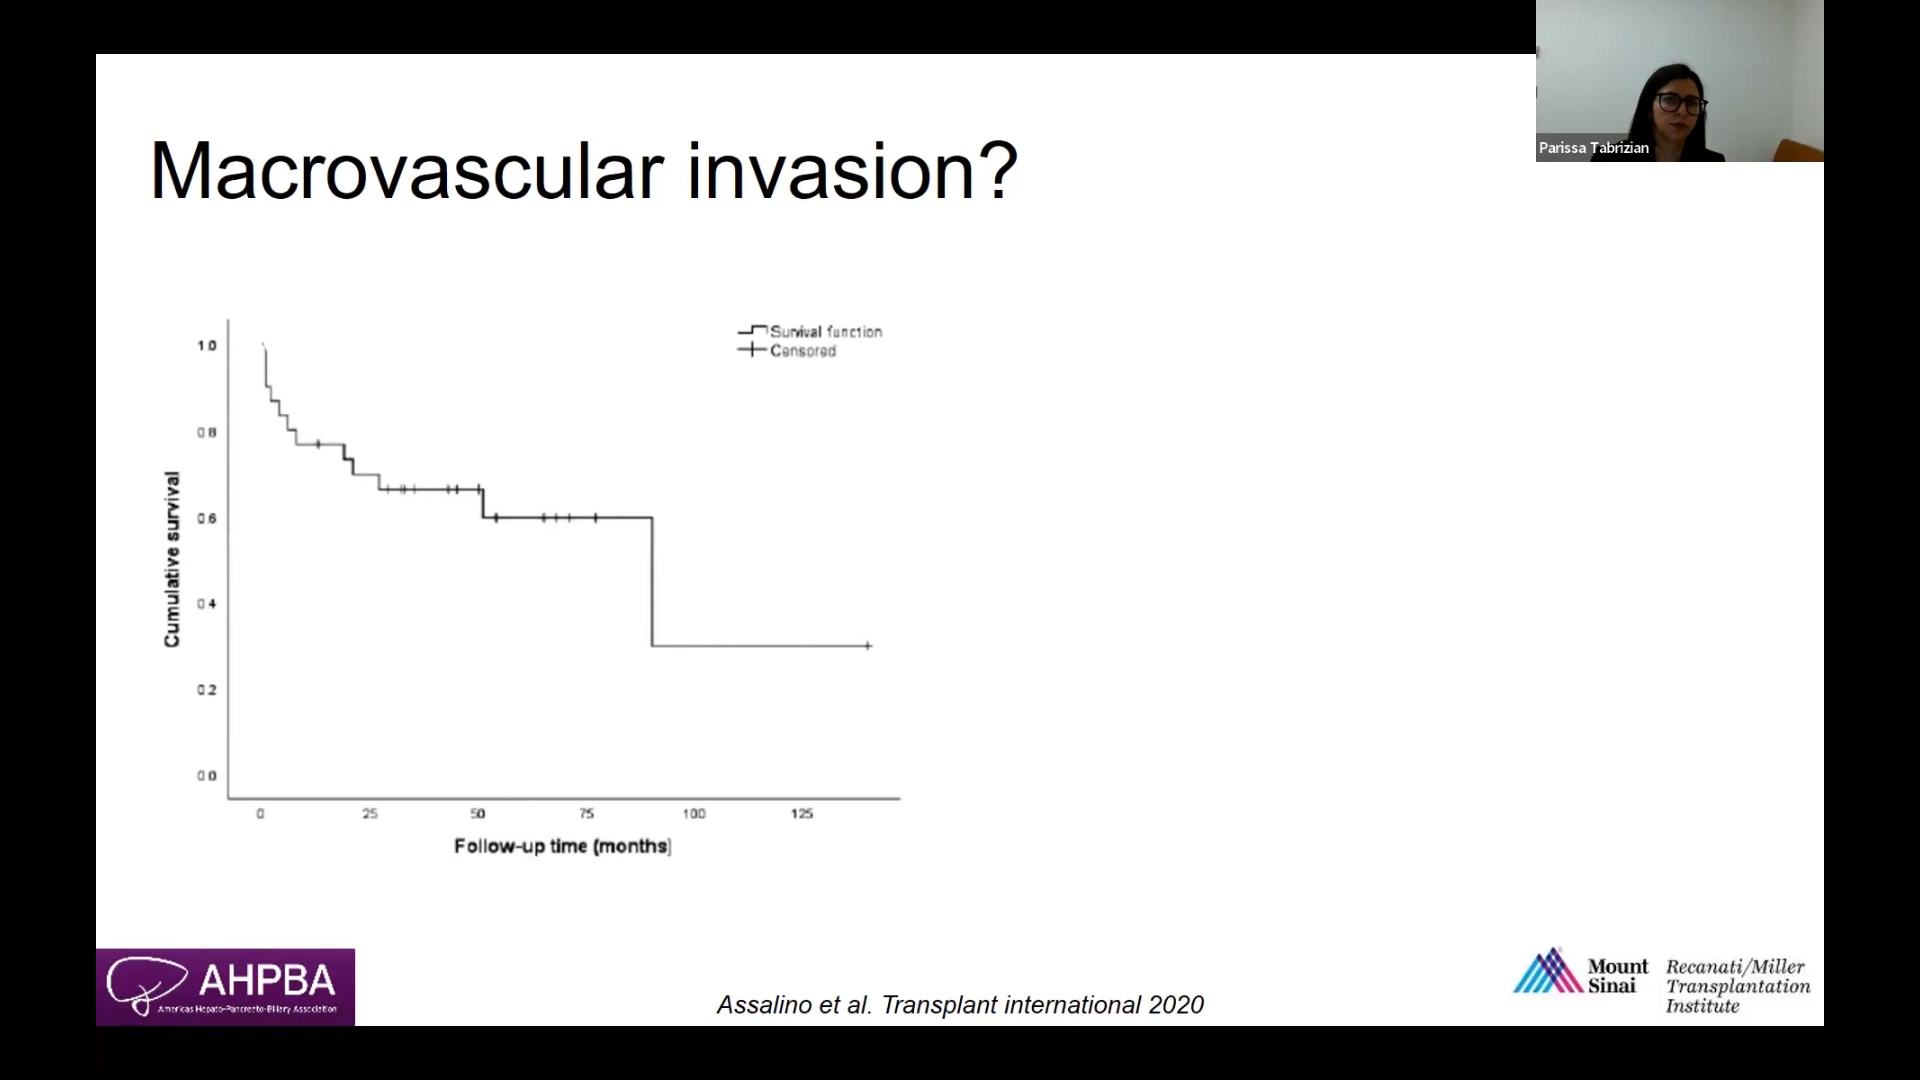 Parissa Tabrizian
Macrovascular invasion?
Survival function
Censored
1.0
0.8
0.6
0.4
0.2
0.0
Cumulative survival
0 25 50 75 100 125
Follow-up time (months)
AHPBA
Americas Hepato-Pancreato-Biliary Association
Assalino et al. Transplant international 2020
Mount
Sinai
Recanati/Miller
Transplantation
Institute